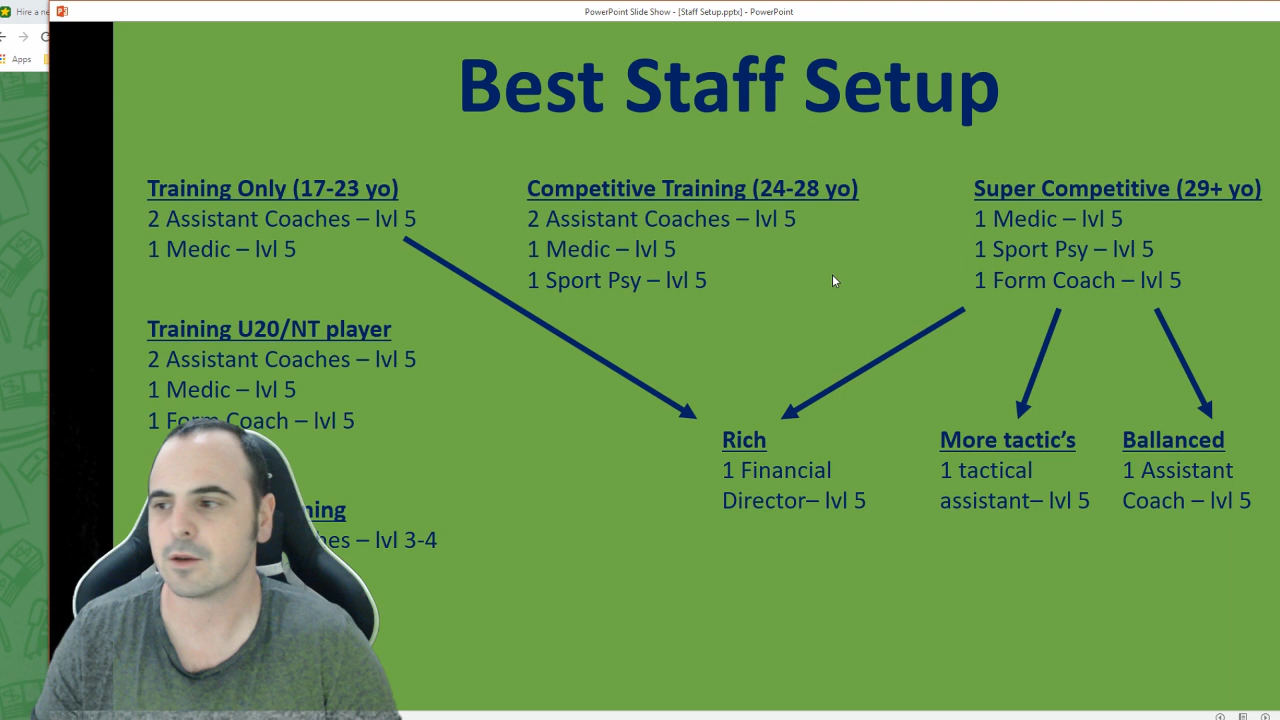 Hire a ne
PowerPoint Slide Show - [Staff Setup.pptx] - PowerPoint
Apps
Best Staff Setup
Training Only (17-23 yo)
2 Assistant Coaches – lvl 5
1 Medic – lvl 5
Training U20/NT player
2 Assistant Coaches – lvl 5
1 Medic – lvl 5
1 Form Coach – lvl 5
ning
hes – lvl 3-4
Competitive Training (24-28 yo)
2 Assistant Coaches – lvl 5
1 Medic – lvl 5
1 Sport Psy – lvl 5
Super Competitive (29+ yo)
1 Medic – lvl 5
1 Sport Psy – lvl 5
1 Form Coach – lvl 5
Rich
1 Financial
Director– lvl 5
More tactic's
1 tactical
assistant– lvl 5
Ballanced
1 Assistant
Coach – lvl 5